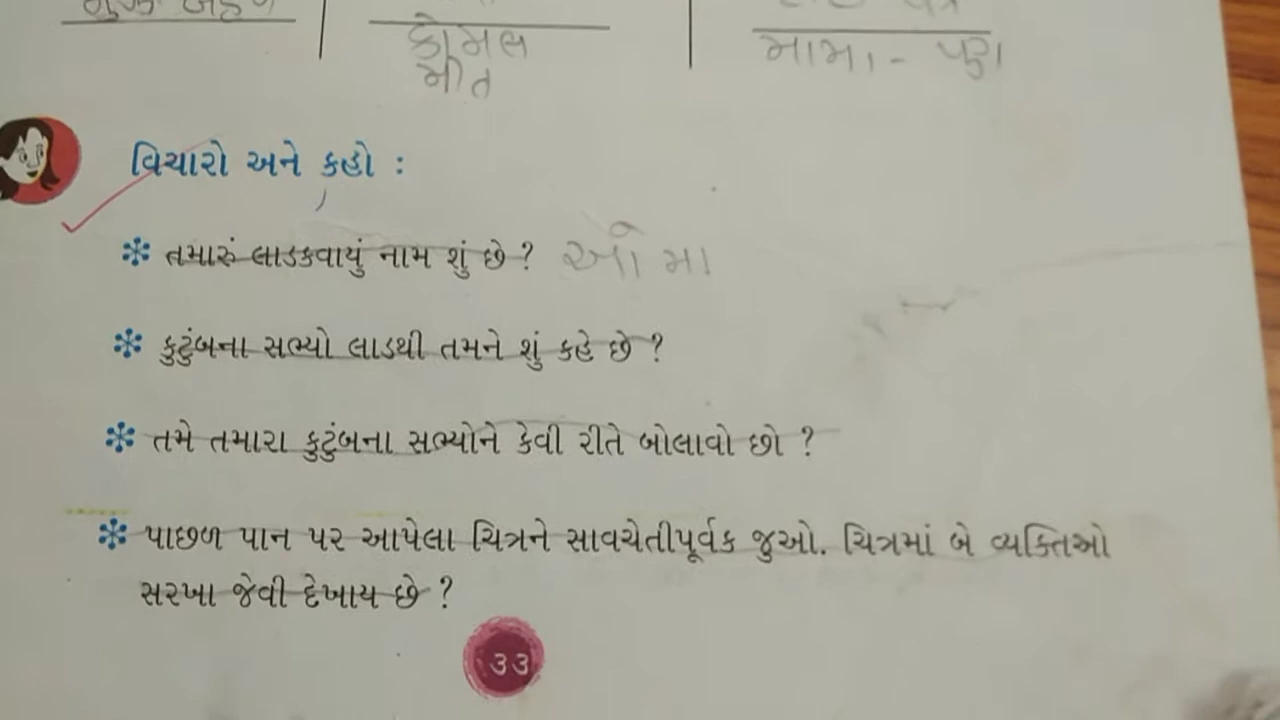 કોમલ
મીત
મામા -
વિચારો અને કહો :
તમારું લાડકવાયું નામ શું છે ? ઓમા
કુટુંબના સભ્યો લાડથી તમને શું કહે છે ?
તમે તમારા કુટુંબના સભ્યોને કેવી રીતે બોલાવો છો ?
પાછળ પાન પર આપેલા ચિત્રને સાવચેતીપૂર્વક જુઓ. ચિત્રમાં બે વ્યક્તિઓ
સરખા જેવી દેખાય છે ?
૩૩